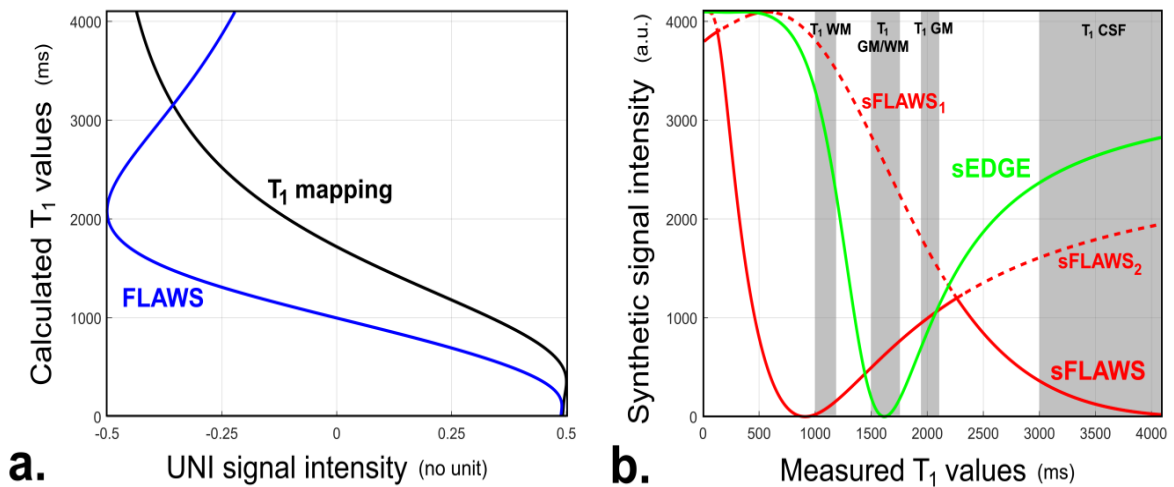 Calculated T1 values (ms)
4000
3000
2000
1000
0
T1 mapping
FLAWS
-0.5 -0.25 0 0.25 0.5
UNI signal intensity (no unit)
a.
Synthetic signal intensity (a.u.)
4000
3000
2000
1000
0
T1 WM
T1
GM/WM
T1 GM
T1 CSF
sFLAWS1
sEDGE
sFLAWS2
sFLAWS
0 500 1000 1500 2000 2500 3000 3500 4000
Measured T1 values (ms)
b.